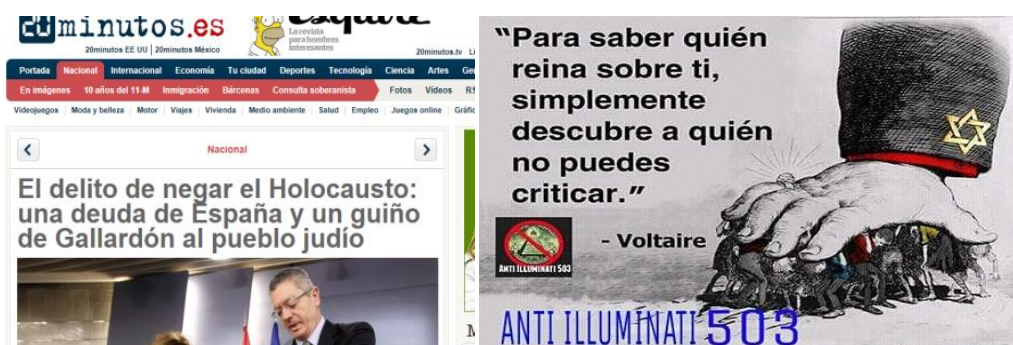 20minutos.es
Esquire
La revista
para hombres
interesantes
20minutos EE UU | 20minutos México
20minutos.tv
Portada Nacional Internacional Economía Tu ciudad Deportes Tecnología Ciencia Artes
En imágenes 10 años del 11-M Inmigración Bárcenas Consulta soberanista Fotos Vídeos
Videojuegos Moda y belleza Motor Viajes Vivienda Medio ambiente Salud Empleo Juegos online
Nacional
El delito de negar el Holocausto:
una deuda de España y un guiño
de Gallardón al pueblo judío
"Para saber quién
reina sobre ti,
simplemente
descubre a quién
no puedes
criticar."
- Voltaire
ANTI ILLUMINATI 503
ANTI ILLUMINATI 503